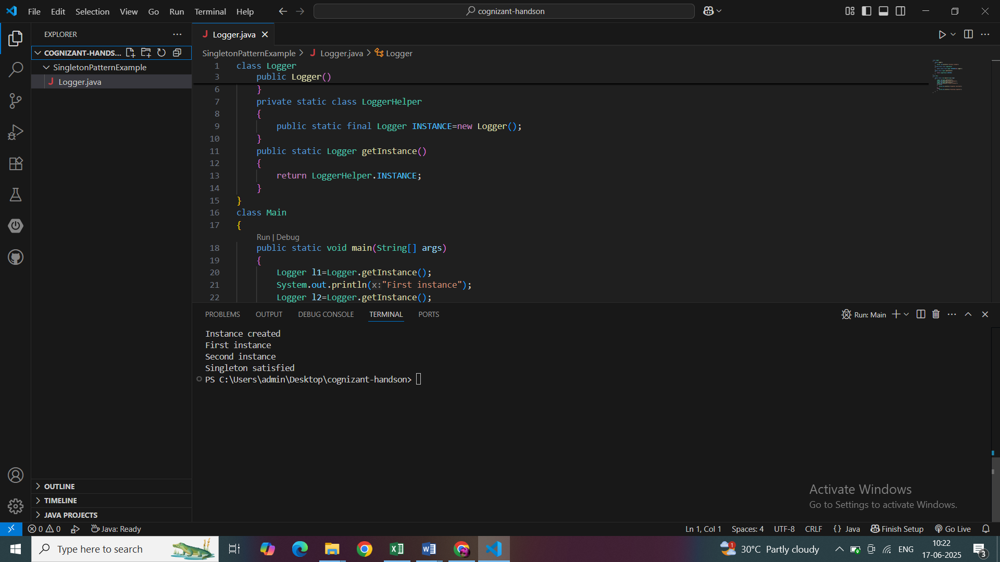 File Edit Selection View Go Run Terminal Help
cognizant-handson
EXPLORER
COGNIZANT-HANDS...
SingletonPatternExample
J Logger.java
OUTLINE
TIMELINE
JAVA PROJECTS
J Logger.java
SingletonPatternExample > J Logger.java > Logger
1 class Logger
3 public Logger()
6 }
7 private static class LoggerHelper
8 {
9 public static final Logger INSTANCE=new Logger();
10 }
11 public static Logger getInstance()
12 {
13 return LoggerHelper.INSTANCE;
14 }
15 }
16 class Main
17 {
Run | Debug
18 public static void main(String[] args)
19 {
20 Logger l1=Logger.getInstance();
21 System.out.println(x:"First instance");
22 Logger l2=Logger.getInstance();
PROBLEMS OUTPUT DEBUG CONSOLE TERMINAL PORTS
Run: Main
Instance created
First instance
Second instance
Singleton satisfied
PS C:\Users\admin\Desktop\cognizant-handson>
Activate Windows
Go to Settings to activate Windows.
0 0 Java: Ready
Ln 1, Col 1 Spaces: 4 UTF-8 CRLF {} Java Finish Setup Go Live
Type here to search
1 30°C Partly cloudy ENG
10:22
17-06-2025
3